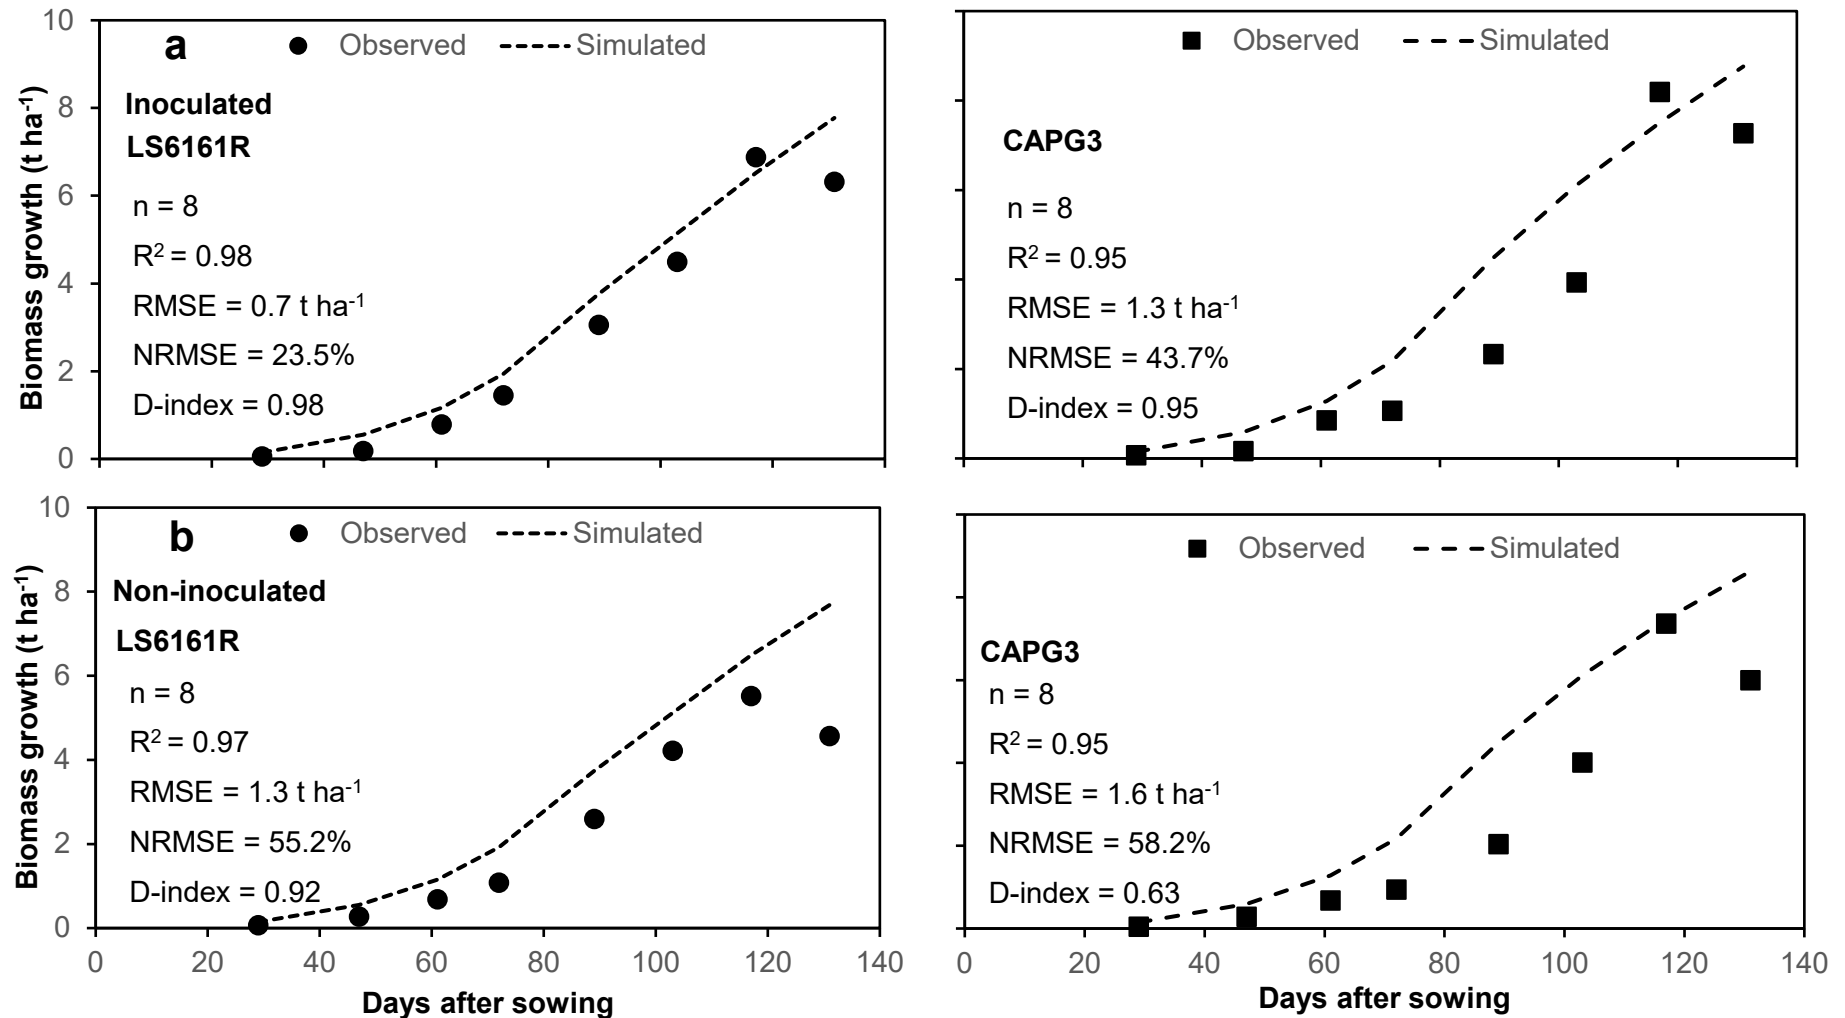 a
Observed
Simulated
Inoculated
LS6161R
n = 8
R² = 0.98
RMSE = 0.7 t ha⁻¹
NRMSE = 23.5%
D-index = 0.98
Biomass growth (t ha⁻¹)
10
8
6
4
2
0
Observed
Simulated
CAPG3
n = 8
R² = 0.95
RMSE = 1.3 t ha⁻¹
NRMSE = 43.7%
D-index = 0.95
b
Observed
Simulated
Non-inoculated
LS6161R
n = 8
R² = 0.97
RMSE = 1.3 t ha⁻¹
NRMSE = 55.2%
D-index = 0.92
Biomass growth (t ha⁻¹)
10
8
6
4
2
0
0 20 40 60 80 100 120 140
Days after sowing
Observed
Simulated
CAPG3
n = 8
R² = 0.95
RMSE = 1.6 t ha⁻¹
NRMSE = 58.2%
D-index = 0.63
0 20 40 60 80 100 120 140
Days after sowing